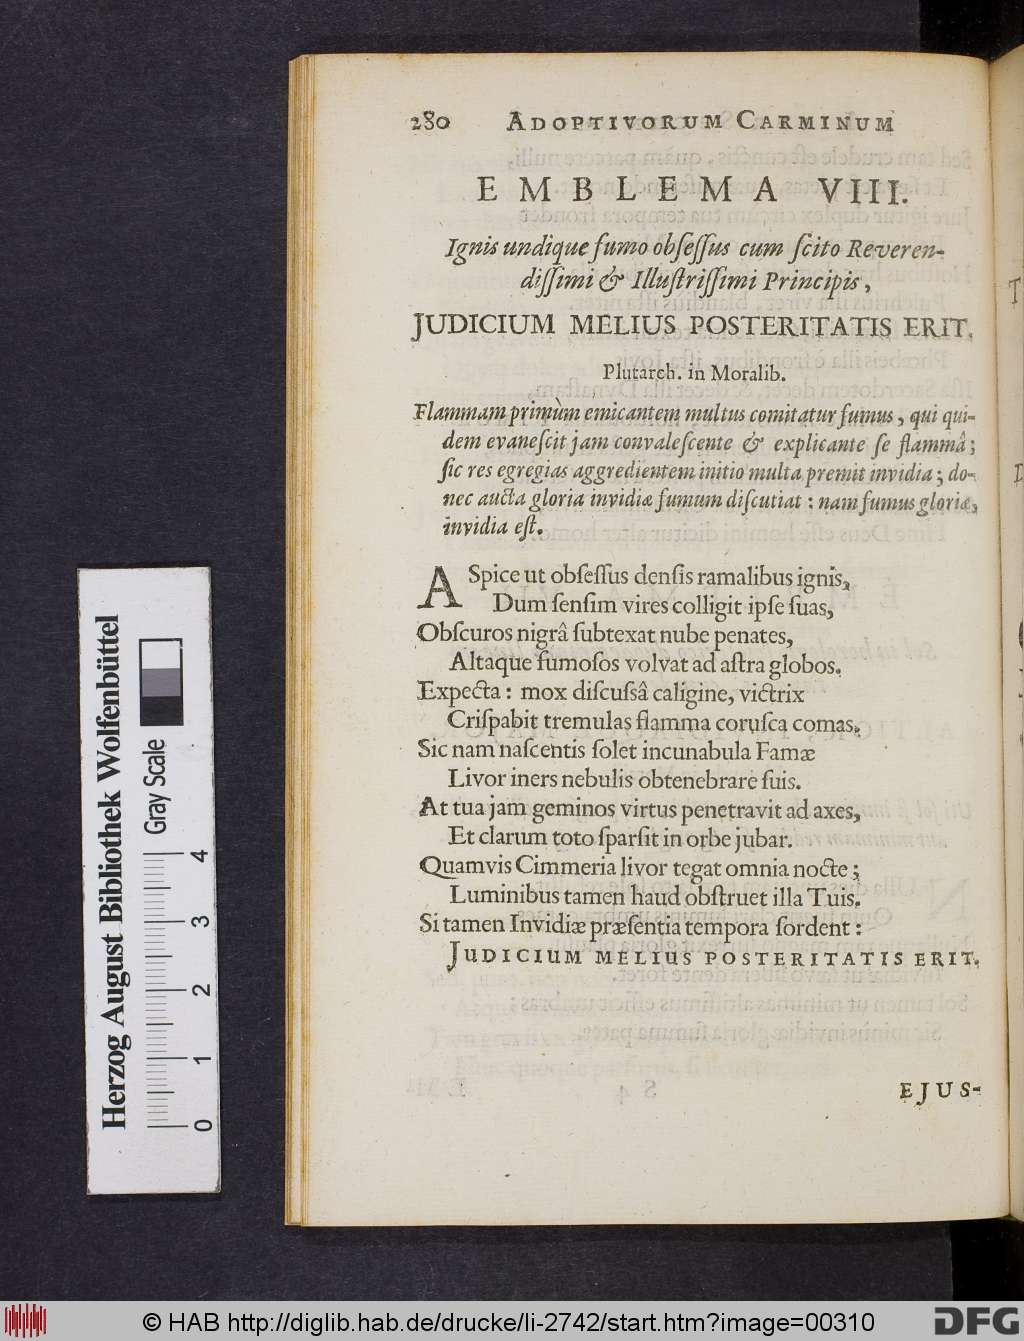 280 ADOPTIVORUM CARMINUM
EMBLEMA VIII.
Ignis undique fumo obſeſſus cum ſcito Reveren-
diſſimi & Illuſtriſſimi Principis,
JUDICIUM MELIUS POSTERITATIS ERIT.
Plutarch. in Moralib.
Flammam primùm emicantem multus comitatur fumus, qui qui-
dem evaneſcit jam convaleſcente & explicante ſe flammâ;
ſic res egregias aggredientem initio multa premit invidia; do-
nec aucta gloria invidiæ fumum diſcutiat: nam fumus gloriæ,
invidia eſt.
ASpice ut obſeſſus denſis ramalibus ignis,
Dum ſenſim vires colligit ipſe ſuas,
Obſcuros nigrâ ſubtexat nube penates,
Altaque fumoſos volvat ad aſtra globos.
Expecta: mox diſcuſsâ caligine, victrix
Criſpabit tremulas flamma coruſca comas.
Sic nam naſcentis ſolet incunabula Famæ
Livor iners nebulis obtenebrare ſuis.
At tua jam geminos virtus penetravit ad axes,
Et clarum toto ſparſit in orbe jubar.
Quamvis Cimmeria livor tegat omnia nocte;
Luminibus tamen haud obſtruet illa Tuis.
Si tamen Invidiæ præſentia tempora ſordent:
JUDICIUM MELIUS POSTERITATIS ERIT.
EJUS-
Herzog August Bibliothek Wolfenbüttel
Gray Scale
0 1 2 3 4
© HAB http://diglib.hab.de/drucke/li-2742/start.htm?image=00310
DFG